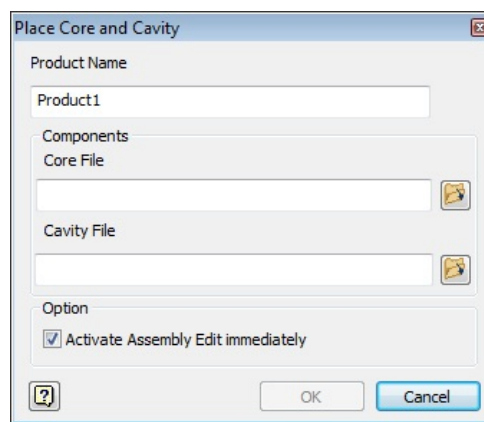 Place Core and Cavity
Product Name
Product1
Components
Core File
Cavity File
Option
Activate Assembly Edit immediately
?
OK
Cancel